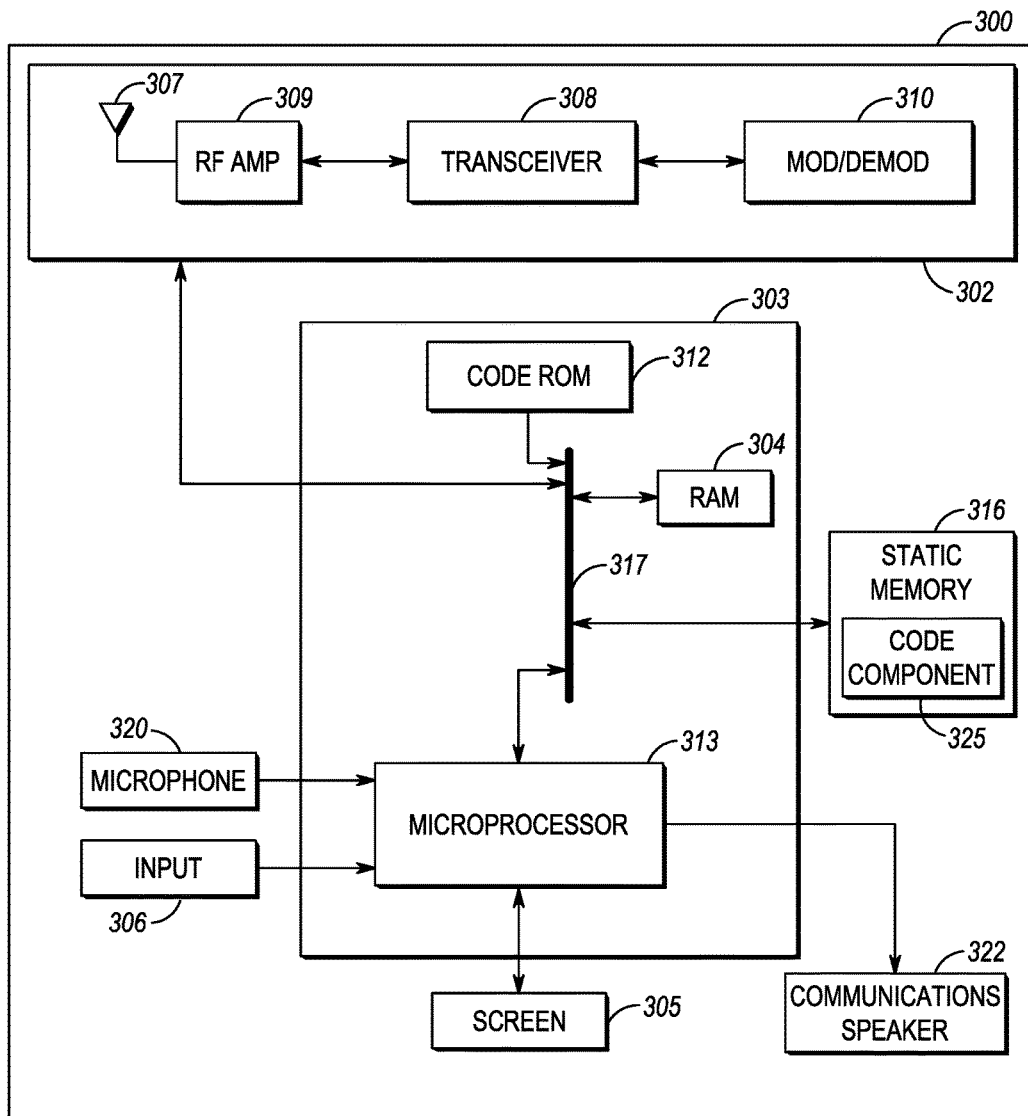 300
307
309
308
310
RF AMP
TRANSCEIVER
MOD/DEMOD
302
303
CODE ROM
312
304
RAM
316
STATIC
MEMORY
317
CODE
COMPONENT
325
320
MICROPHONE
313
MICROPROCESSOR
INPUT
306
322
COMMUNICATIONS
SPEAKER
SCREEN
305